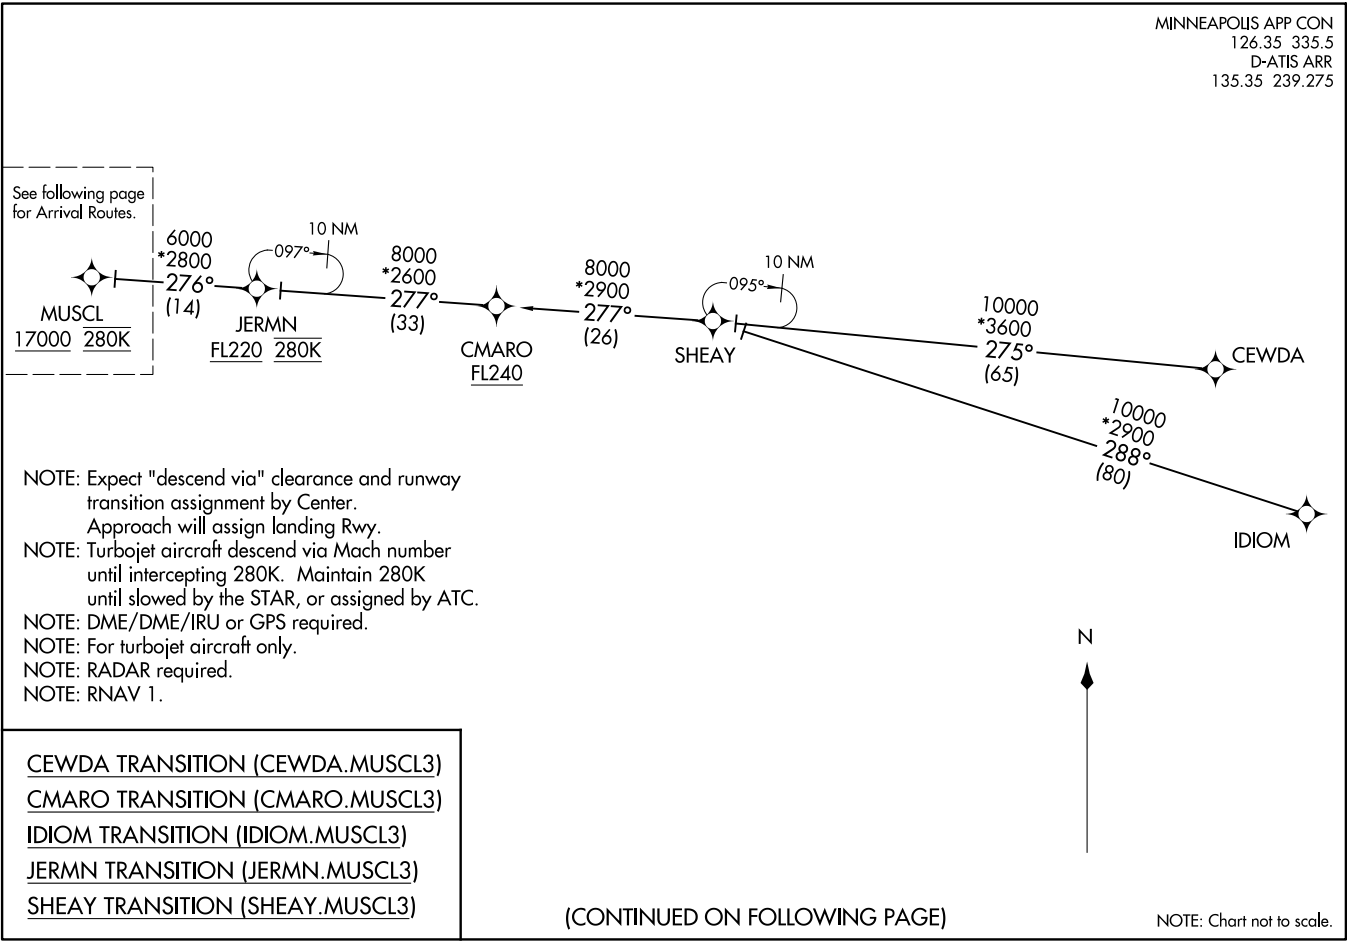 MINNEAPOLIS APP CON
126.35 335.5
D-ATIS ARR
135.35 239.275
See following page
for Arrival Routes.
MUSCL
17000 280K
6000
*2800
276°
(14)
097°
10 NM
JERMN
FL220 280K
8000
*2600
277°
(33)
CMARO
FL240
8000
*2900
277°
(26)
095°
10 NM
SHEAY
10000
*3600
275°
(65)
CEWDA
10000
*2900
288°
(80)
IDIOM
NOTE: Expect "descend via" clearance and runway
transition assignment by Center.
Approach will assign landing Rwy.
NOTE: Turbojet aircraft descend via Mach number
until intercepting 280K. Maintain 280K
until slowed by the STAR, or assigned by ATC.
NOTE: DME/DME/IRU or GPS required.
NOTE: For turbojet aircraft only.
NOTE: RADAR required.
NOTE: RNAV 1.
N
CEWDA TRANSITION (CEWDA.MUSCL3)
CMARO TRANSITION (CMARO.MUSCL3)
IDIOM TRANSITION (IDIOM.MUSCL3)
JERMN TRANSITION (JERMN.MUSCL3)
SHEAY TRANSITION (SHEAY.MUSCL3)
(CONTINUED ON FOLLOWING PAGE)
NOTE: Chart not to scale.